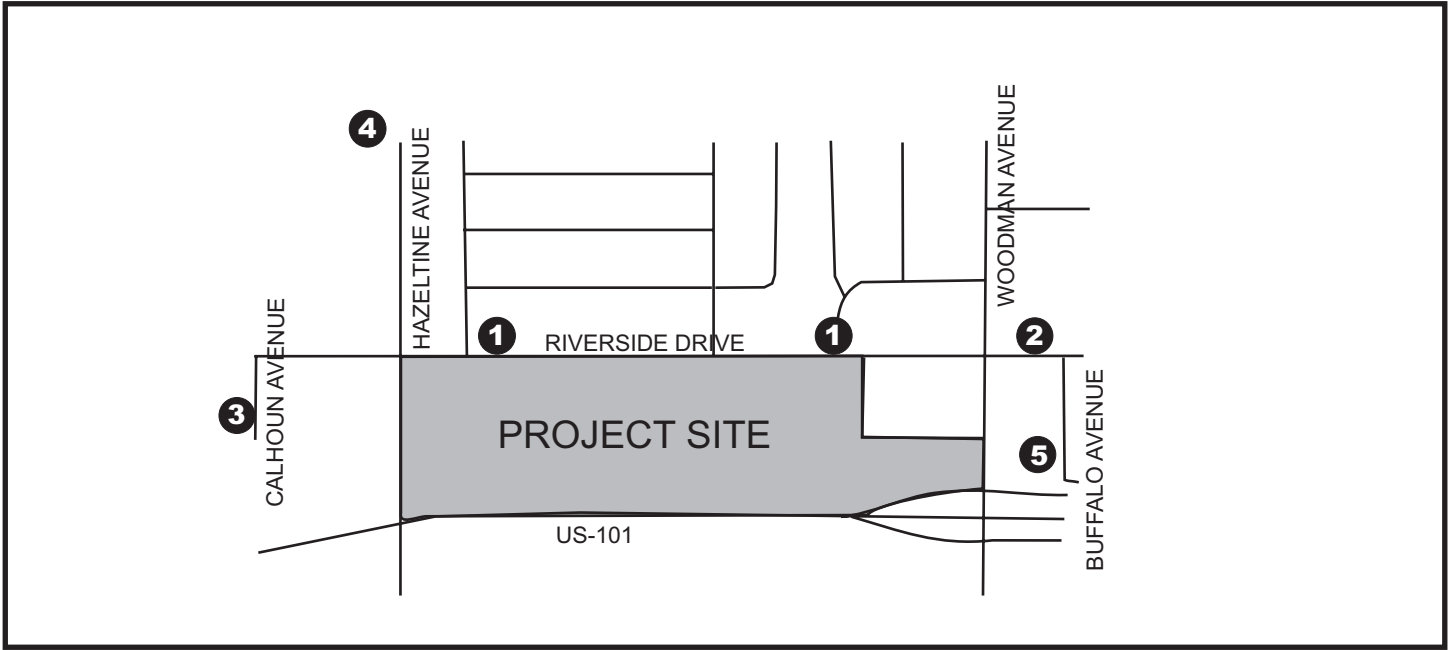 4
HAZELTINE AVENUE
WOODMAN AVENUE
1
RIVERSIDE DRIVE
1
2
3
CALHOUN AVENUE
PROJECT SITE
5
BUFFALO AVENUE
US-101